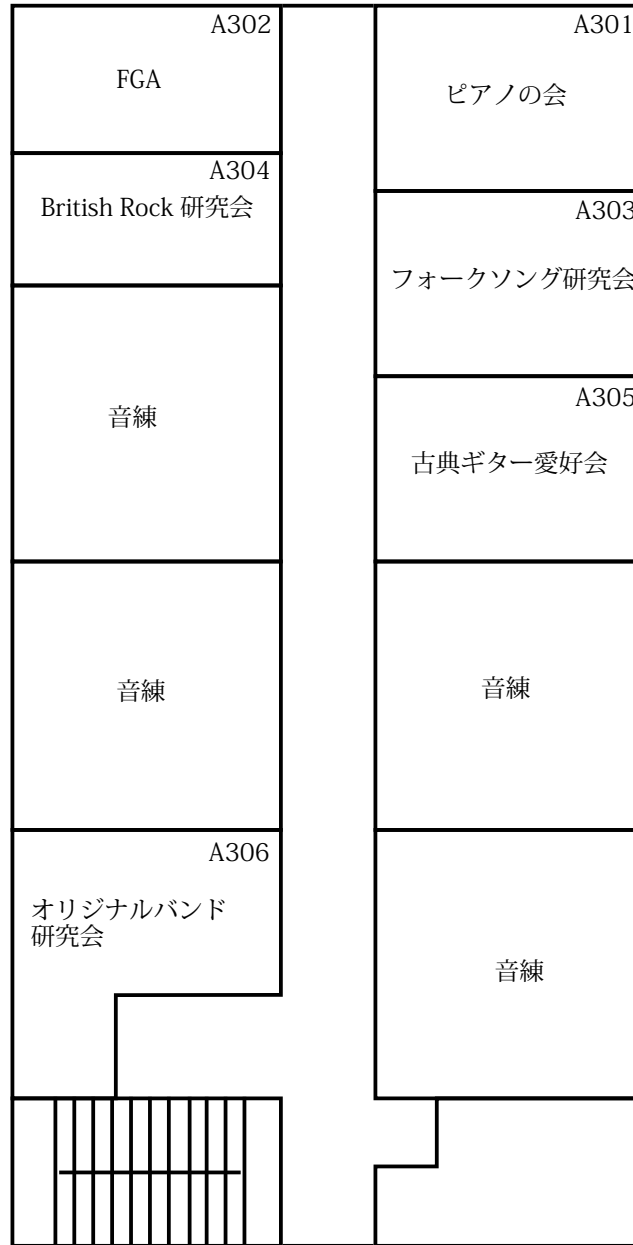 A302
FGA
A304
British Rock 研究会
音練
音練
A306
オリジナルバンド
研究会
A301
ピアノの会
A303
フォークソング研究会
A305
古典ギター愛好会
音練
音練